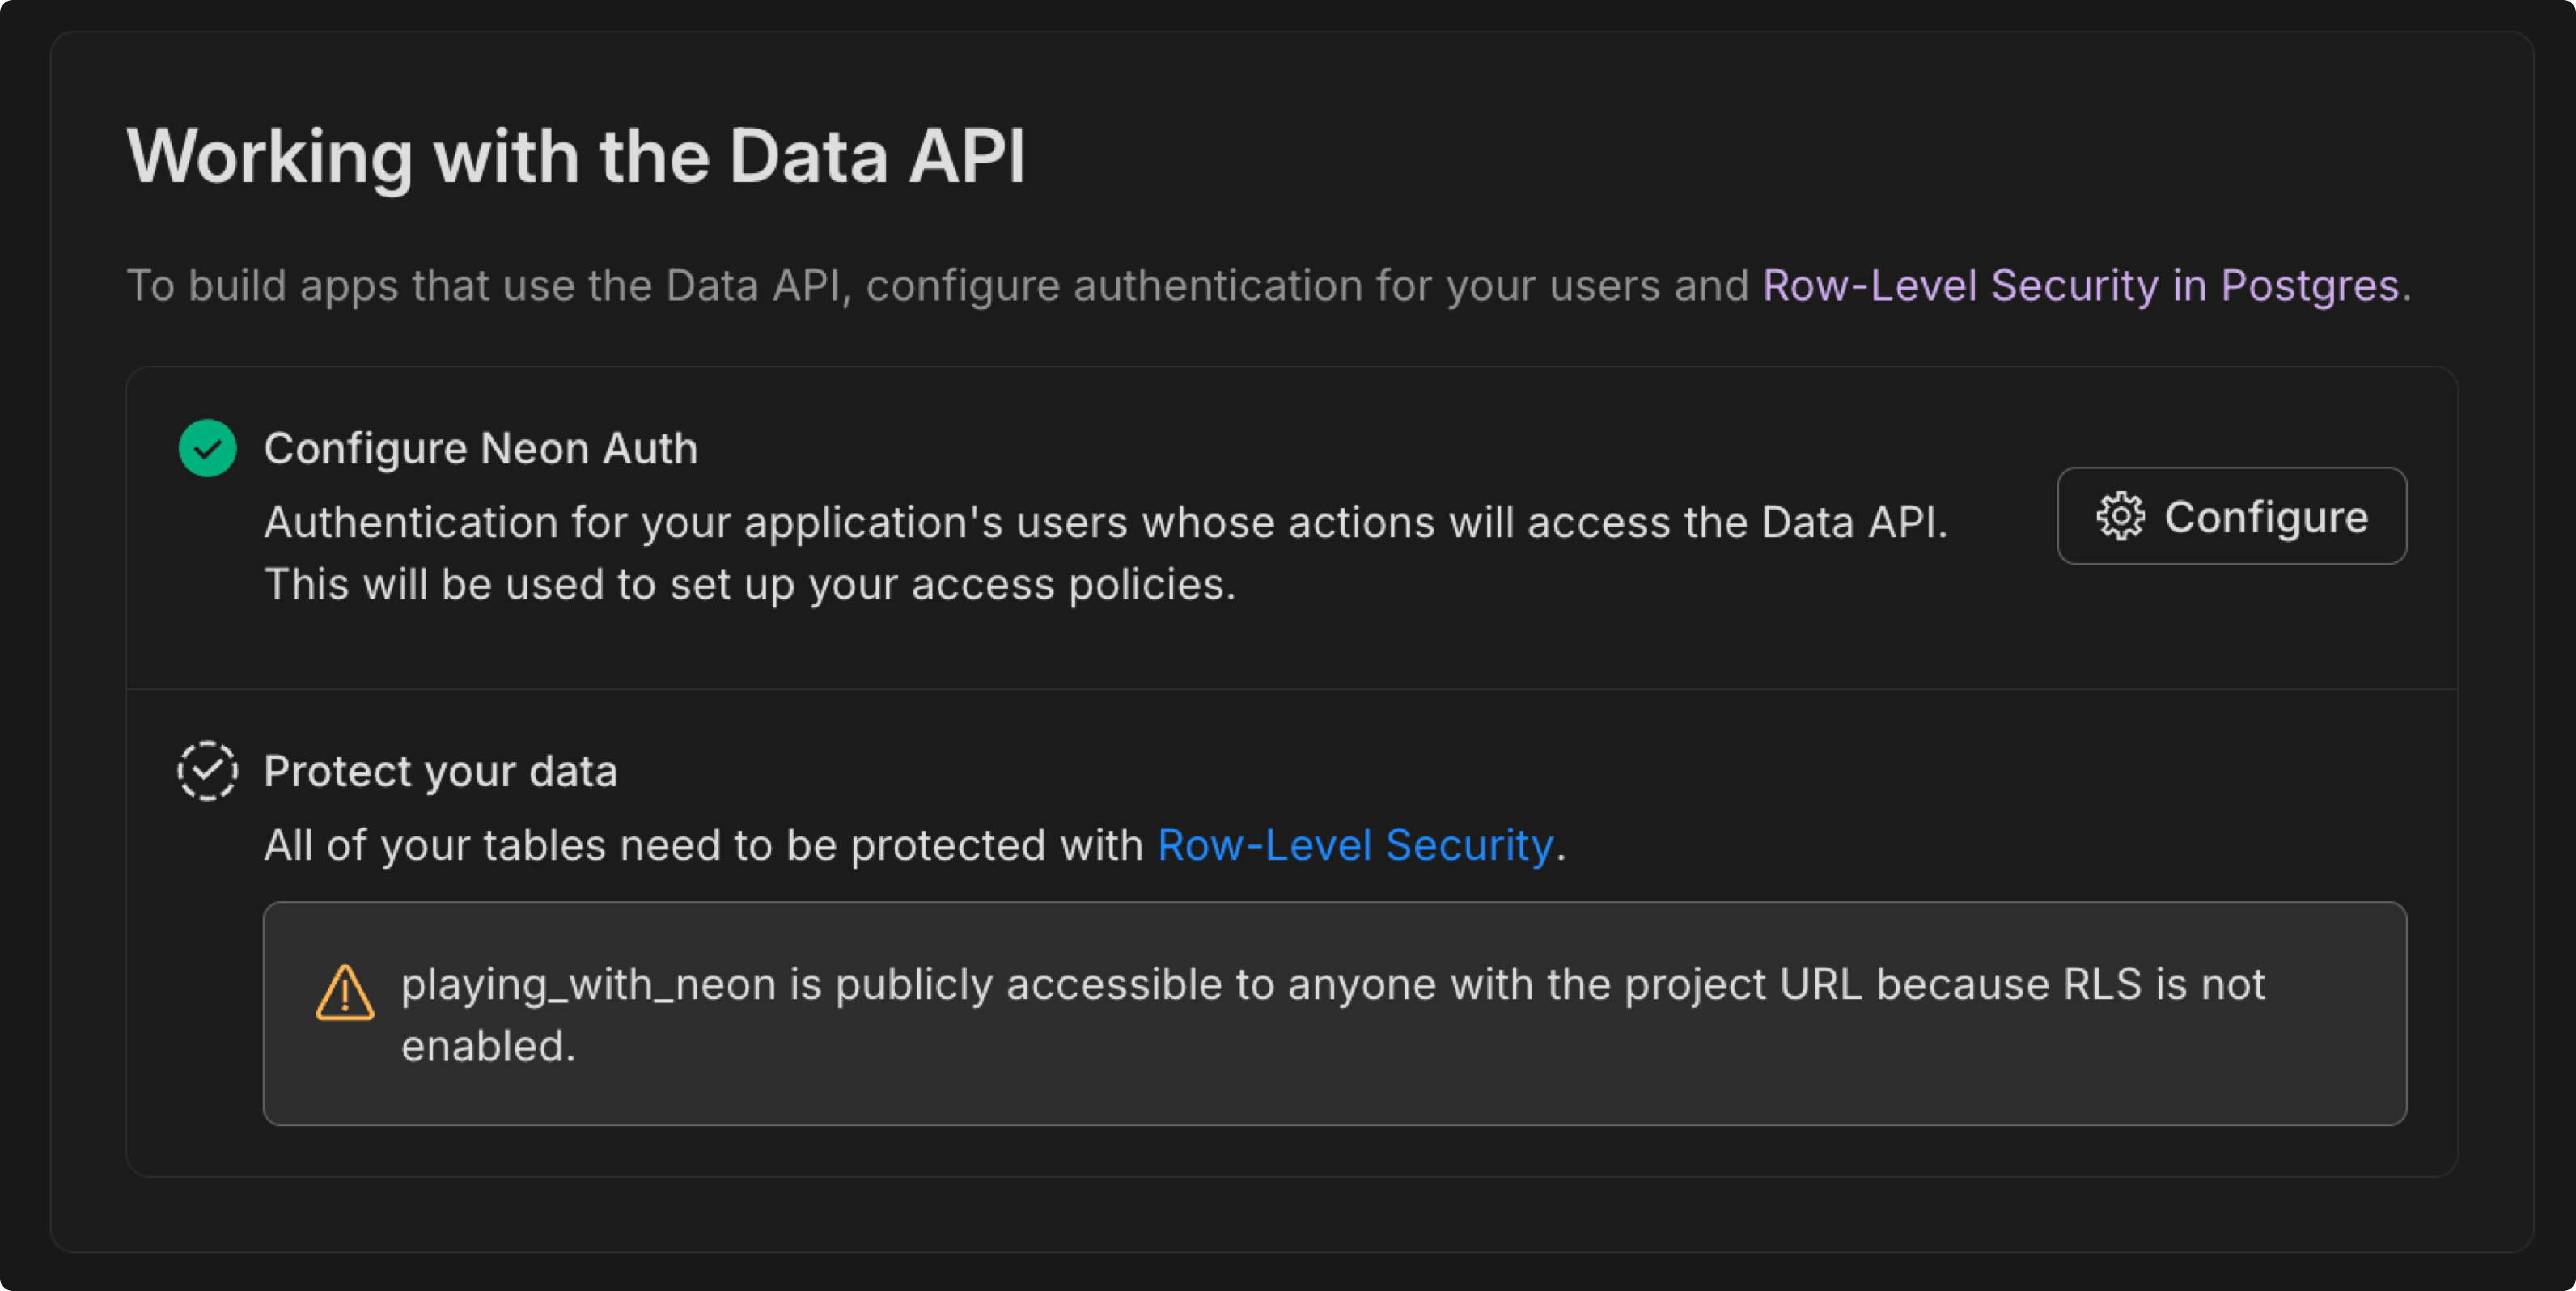 Working with the Data API
To build apps that use the Data API, configure authentication for your users and Row-Level Security in Postgres.
Configure Neon Auth
Authentication for your application's users whose actions will access the Data API.
This will be used to set up your access policies.
Configure
Protect your data
All of your tables need to be protected with Row-Level Security.
playing_with_neon is publicly accessible to anyone with the project URL because RLS is not
enabled.